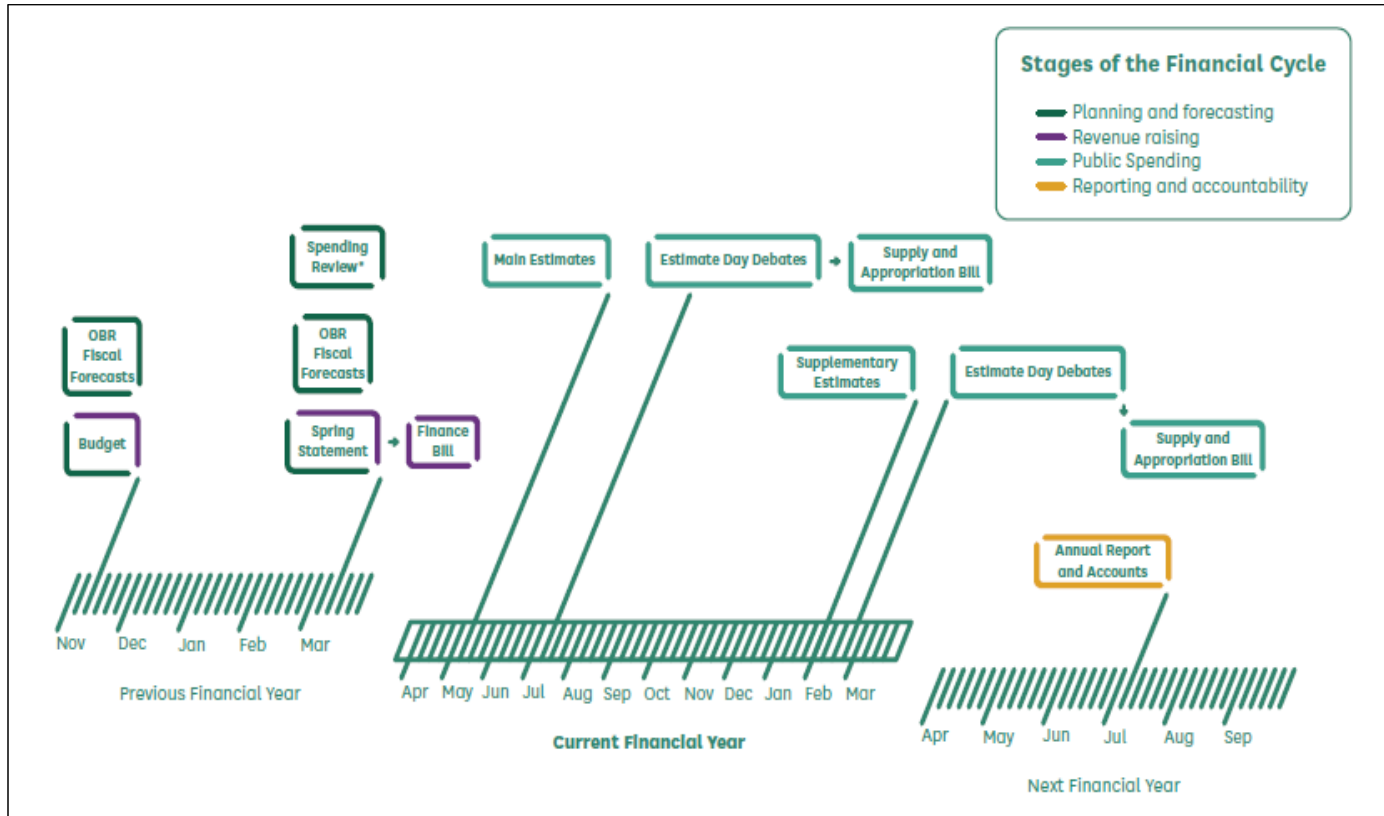 Stages of the Financial Cycle
Planning and forecasting
Revenue raising
Public Spending
Reporting and accountability
Spending
Review*
Main Estimates
Estimate Day Debates
Supply and
Appropriation Bill
OBR
Fiscal
Forecasts
OBR
Fiscal
Forecasts
Supplementary
Estimates
Estimate Day Debates
Budget
Spring
Statement
Finance
Bill
Supply and
Appropriation Bill
Annual Report
and Accounts
Nov Dec Jan Feb Mar
Previous Financial Year
Apr May Jun Jul Aug Sep Oct Nov Dec Jan Feb Mar
Current Financial Year
Apr May Jun Jul Aug Sep
Next Financial Year